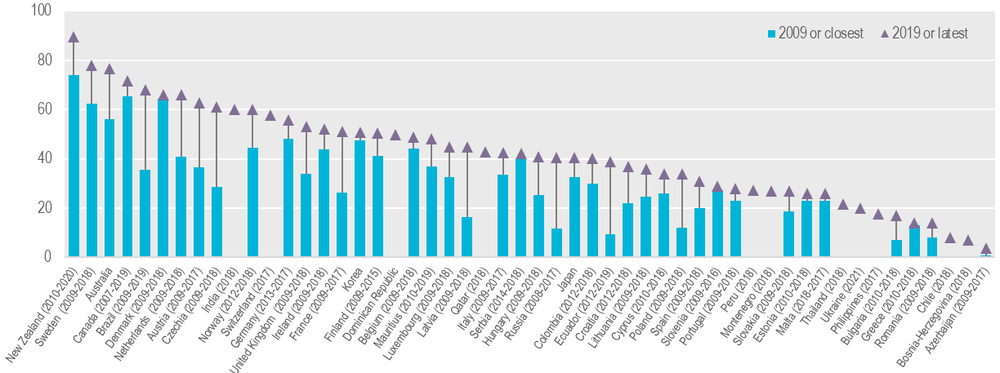 100
80
60
40
20
0
2009 or closest
2019 or latest
New Zealand (2010-2020)
Sweden (2009-2018)
Australia
Canada (2007-2019)
Brazil (2009-2019)
Denmark (2009-2018)
Netherlands (2009-2018)
Austria (2009-2017)
Czechia (2009-2018)
India (2018)
Norway (2012-2018)
Switzerland (2017)
Germany (2013-2017)
United Kingdom (2009-2018)
Ireland (2009-2018)
France (2009-2017)
Korea
Finland (2009-2015)
Dominican Republic
Belgium (2009-2018)
Mauritius (2010-2019)
Luxembourg (2009-2018)
Latvia (2009-2018)
Qatar (2018)
Italy (2009-2017)
Serbia (2014-2018)
Hungary (2009-2018)
Russia (2008-2017)
Japan
Colombia (2012-2018)
Ecuador (2012-2019)
Croatia (2012-2018)
Lithuania (2009-2018)
Cyprus (2010-2018)
Poland (2009-2018)
Spain (2009-2018)
Slovenia (2009-2016)
Portugal (2009-2018)
Peru (2018)
Montenegro (2018)
Slovakia (2009-2018)
Estonia (2010-2018)
Malta (2018-2017)
Thailand (2018)
Ukraine (2021)
Philippines (2017)
Bulgaria (2010-2018)
Greece (2010-2018)
Romania (2009-2018)
Chile (2018)
Bosnia-Herzegovina (2018)
Azerbaijan (2009-2017)